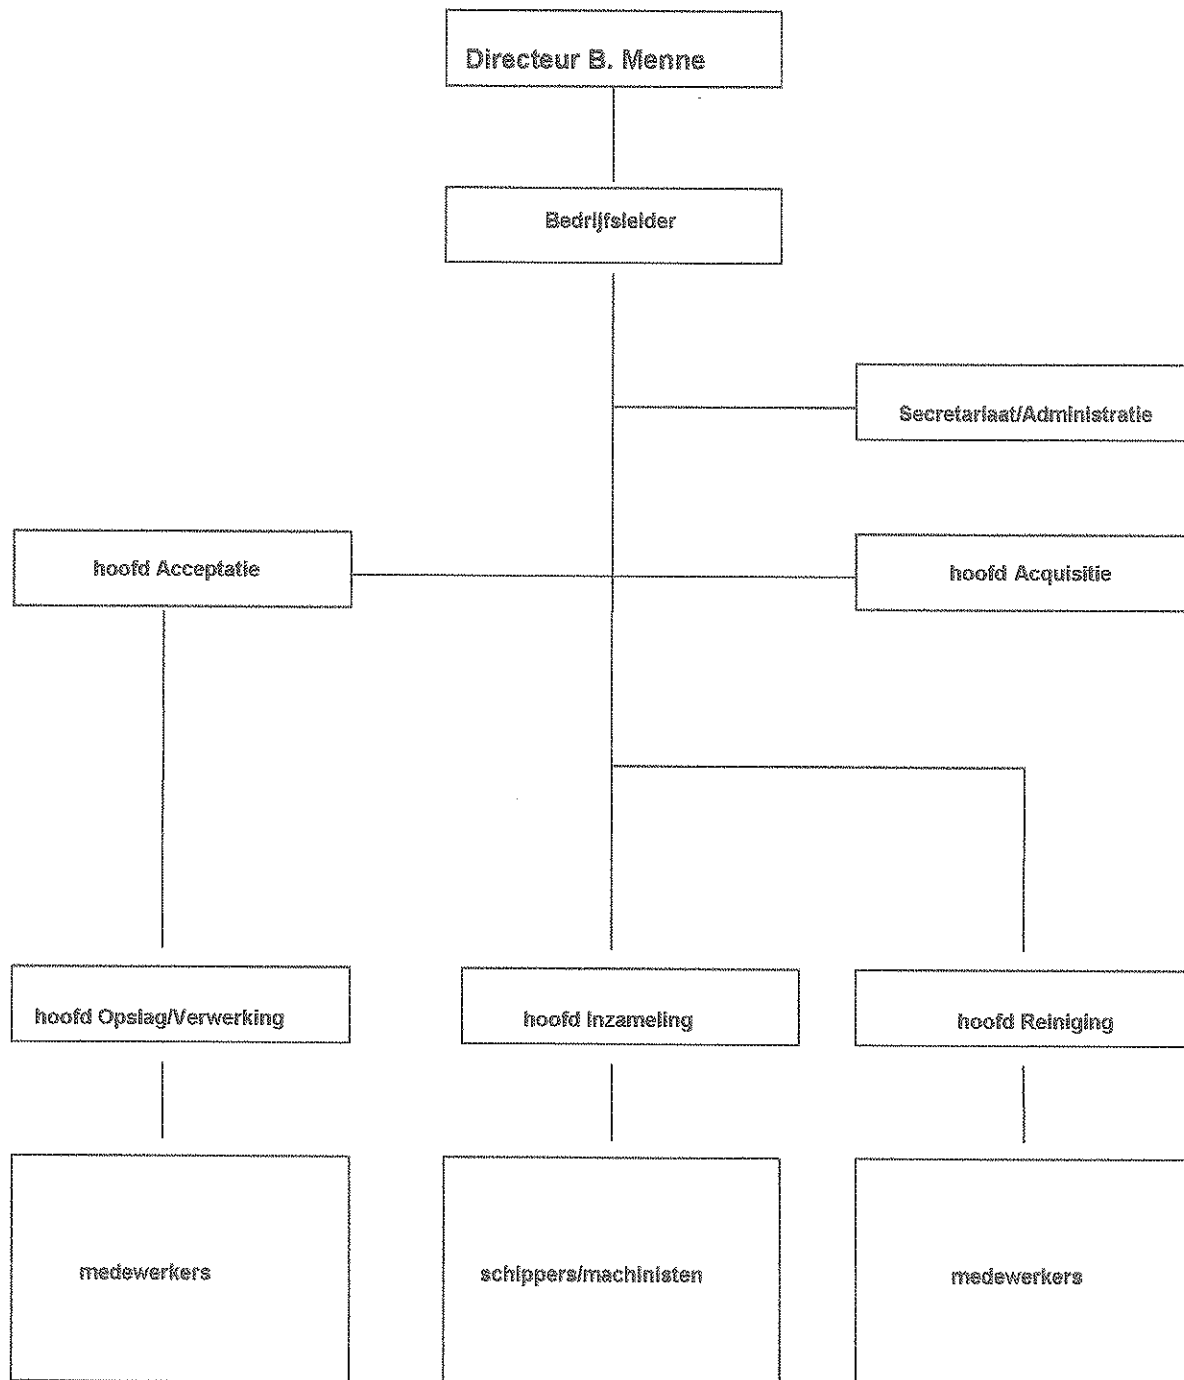 Directeur B. Menne
Bedrijfsleider
Secretariaat/Administratie
hoofd Acceptatie
hoofd Acquisitie
hoofd Opslag/Verwerking
hoofd Inzameling
hoofd Reiniging
medewerkers
schippers/machinisten
medewerkers